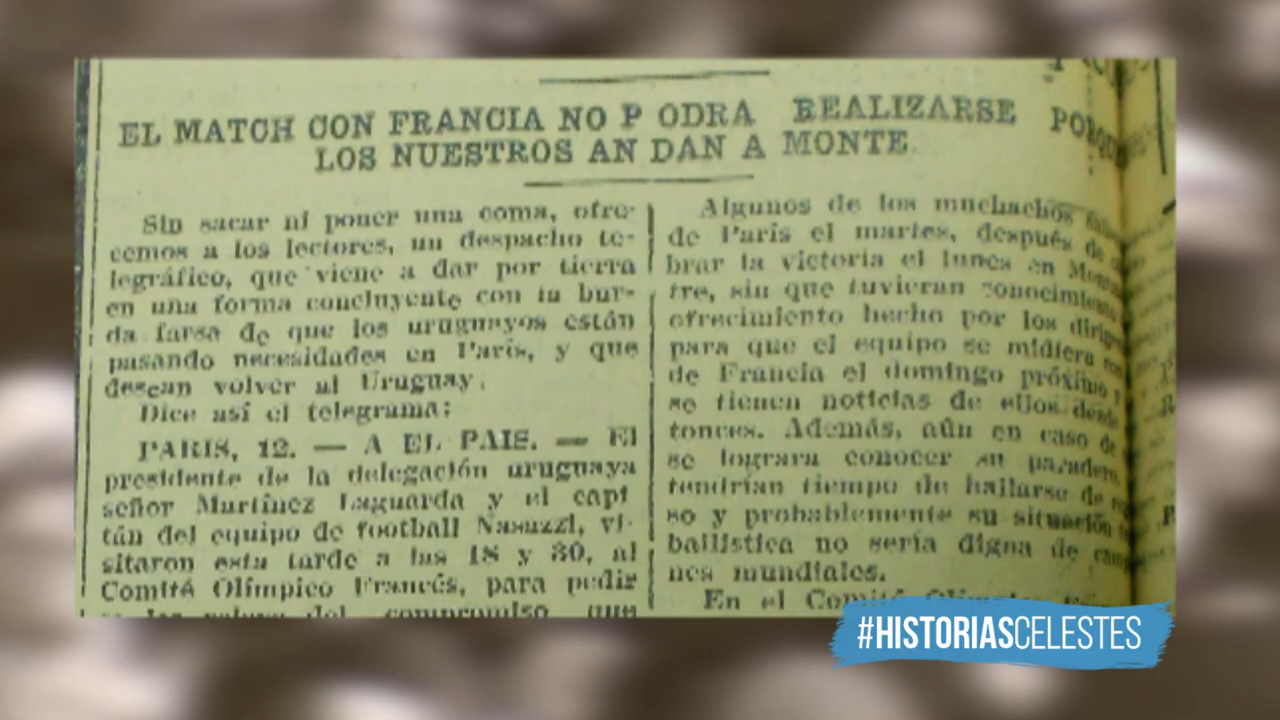 EL MATCH CON FRANCIA NO P ODRA REALIZARSE PORQUE
LOS NUESTROS AN DAN A MONTE.
Sin sacar ni poner una coma, ofre-
cemos a los lectores, un despacho te-
legráfico, que viene a dar por tierra
en una forma concluyente con la bur-
da farsa de que los uruguayos están
pasando necesidades en París, y que
desean volver al Uruguay.
Dice así el telegrama:
PARIS, 12. — A EL PAIS. — El
presidente de la delegación uruguaya
señor Martínez Laguarda y el capi
tán del equipo de football Nasuzzi, vi-
sitaron esta tarde a las 18 y 30, al
Comité Olímpico Francés, para pedir
del compromiso que
Algunos de los muchachos
de París el martes, después de
brar la victoria el lunes en
tre, sin que tuvieran conocimiento
ofrecimiento hecho por los
para que el equipo se midiera con
de Francia el domingo próximo y
se tienen noticias de ellos desde
tonces. Además, aún en caso de
se lograra conocer su paradero,
tendrían tiempo de hallarse de
so y probablemente su situación
ballística no sería digna de
nes mundiales.
En el Comité
#HISTORIASCELESTES